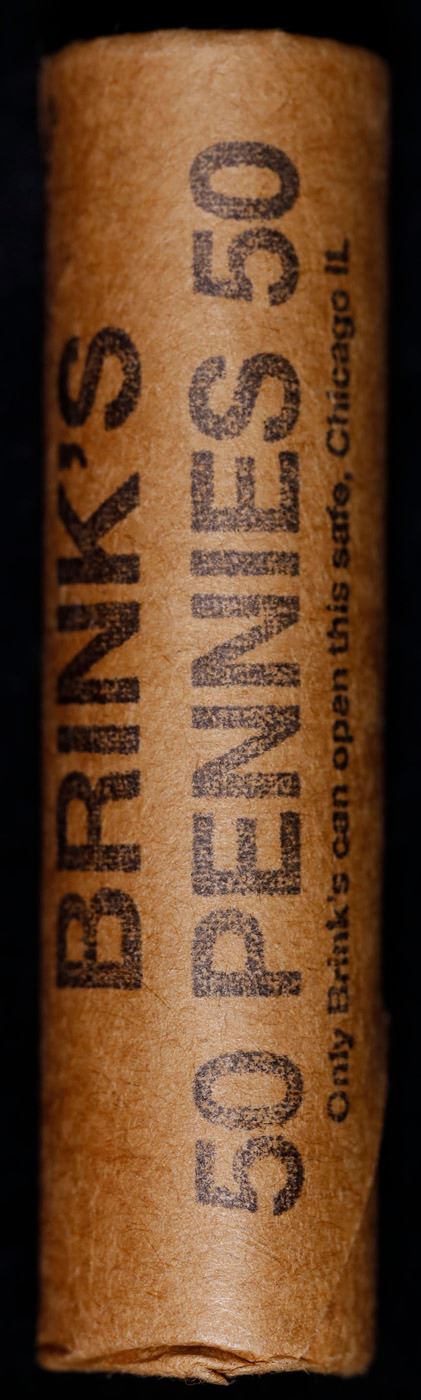 BRINK'S
50 PENNIES 50
Only Brink's can open this safe, Chicago IL